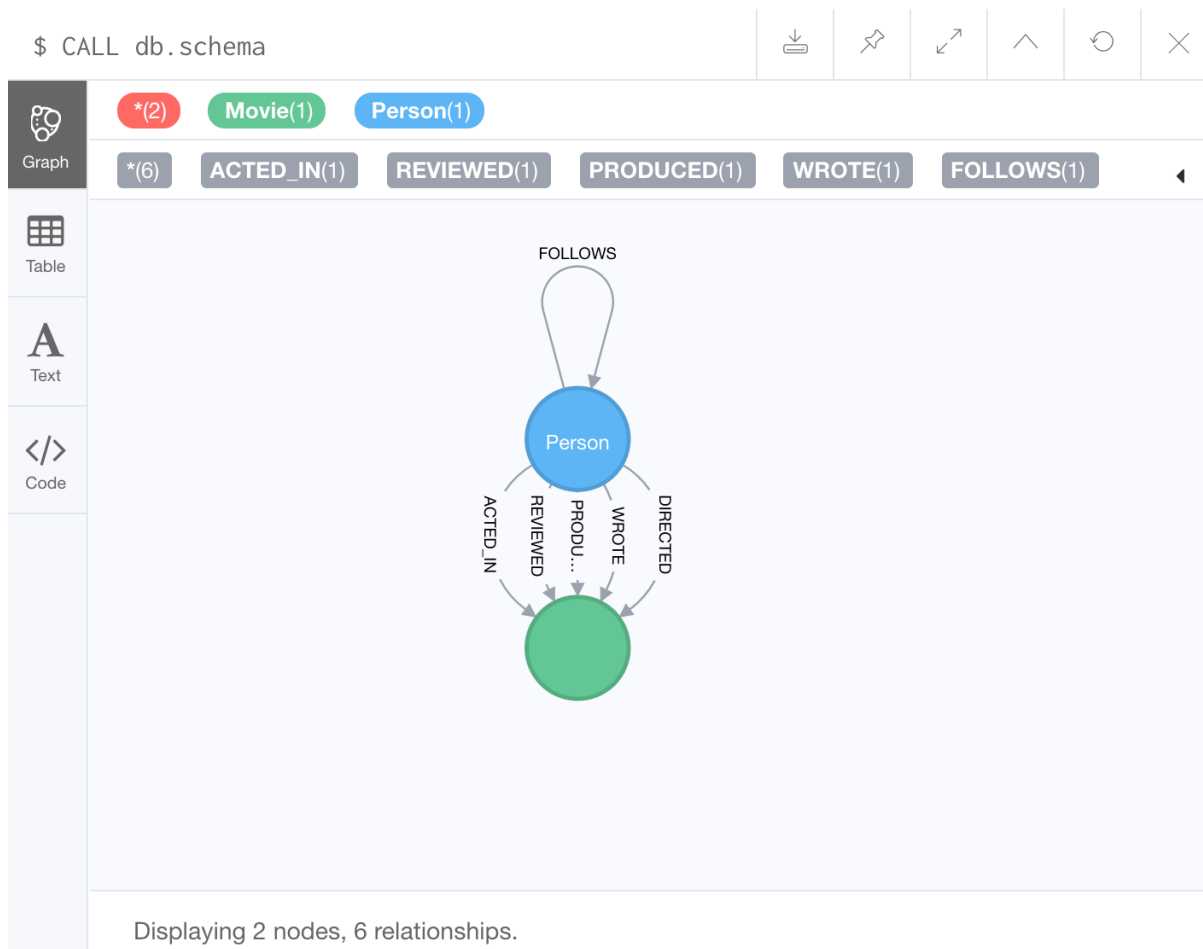 $ CALL db.schema
*(2) Movie(1) Person(1)
*(6) ACTED_IN(1) REVIEWED(1) PRODUCED(1) WROTE(1) FOLLOWS(1)
Graph
Table
A
Text
</>
Code
FOLLOWS
Person
ACTED_IN
REVIEWED
PRODU...
WROTE
DIRECTED
Displaying 2 nodes, 6 relationships.